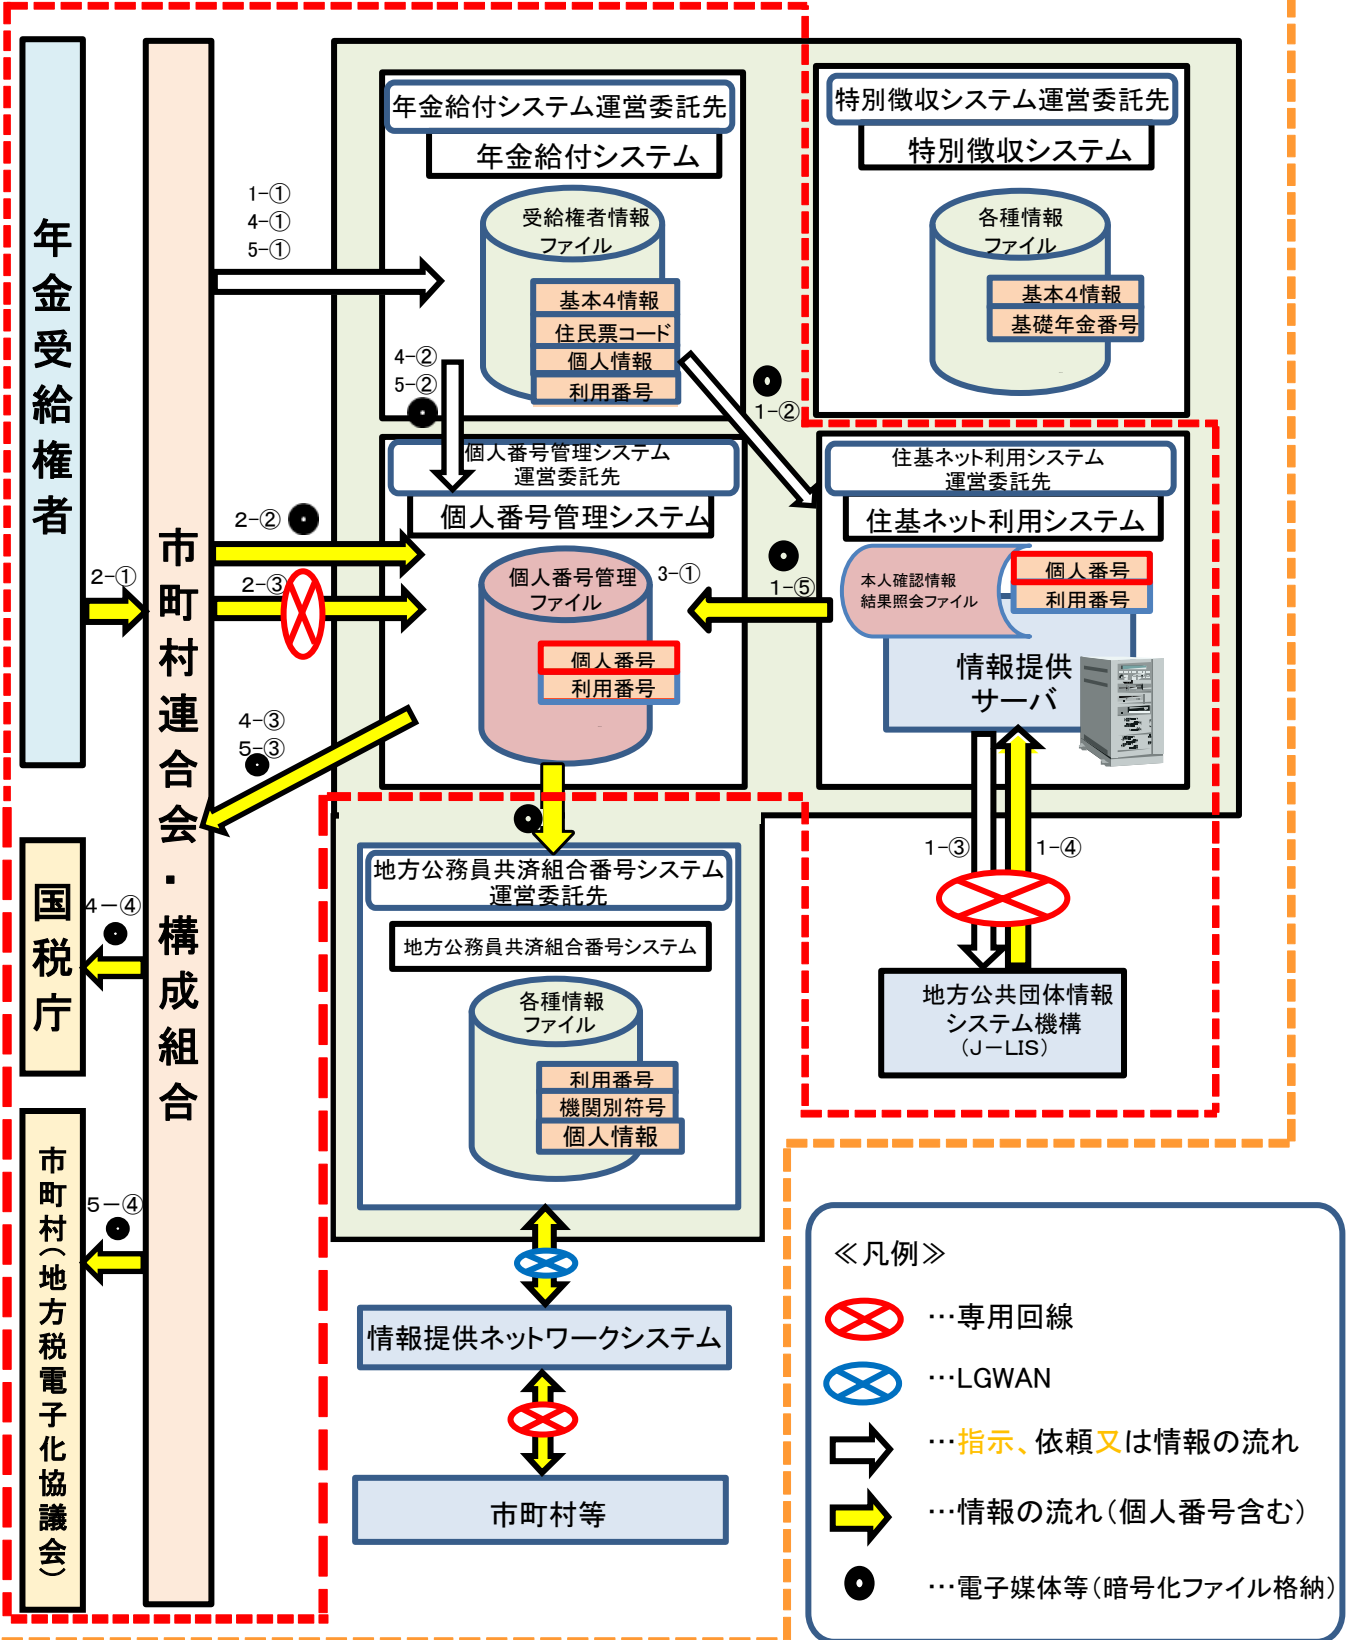 年金受給権者
国税庁
市町村（地方税電子化協議会）
市町村連合会・構成組合
年金給付システム運営委託先
年金給付システム
受給権者情報
ファイル
基本４情報
住民票コード
個人情報
利用番号
特別徴収システム運営委託先
特別徴収システム
各種情報
ファイル
基本４情報
基礎年金番号
1-①
4-①
5-①
4-②
5-②
1-②
個人番号管理システム
運営委託先
個人番号管理システム
個人番号管理
ファイル
個人番号
利用番号
住基ネット利用システム
運営委託先
住基ネット利用システム
本人確認情報
結果照会ファイル
個人番号
利用番号
情報提供
サーバ
2-①
2-②
2-③
3-①
1-⑤
4-③
5-③
4－④
5－④
1-③
1-④
地方公務員共済組合番号システム
運営委託先
地方公務員共済組合番号システム
各種情報
ファイル
利用番号
機関別符号
個人情報
地方公共団体情報
システム機構
（Ｊ－LIS）
情報提供ネットワークシステム
市町村等
≪凡例≫
…専用回線
…LGWAN
…指示、依頼又は情報の流れ
…情報の流れ（個人番号含む）
…電子媒体等（暗号化ファイル格納）